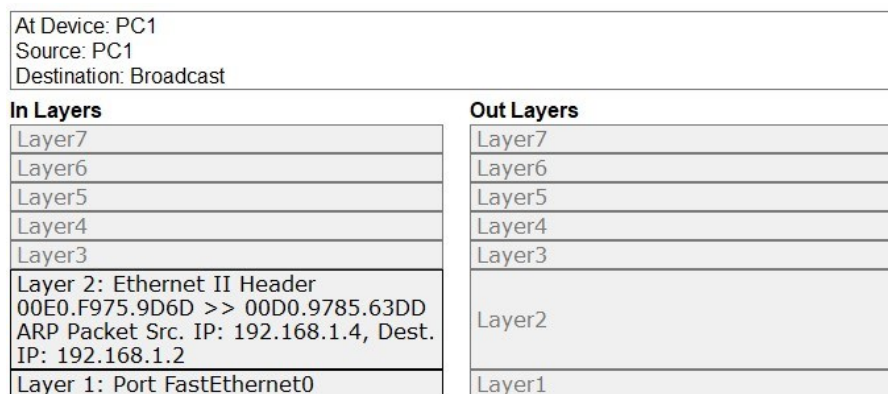 At Device: PC1
Source: PC1
Destination: Broadcast
In Layers
Layer7
Layer6
Layer5
Layer4
Layer3
Layer 2: Ethernet II Header
00E0.F975.9D6D >> 00D0.9785.63DD
ARP Packet Src. IP: 192.168.1.4, Dest.
IP: 192.168.1.2
Layer 1: Port FastEthernet0
Out Layers
Layer7
Layer6
Layer5
Layer4
Layer3
Layer2
Layer1